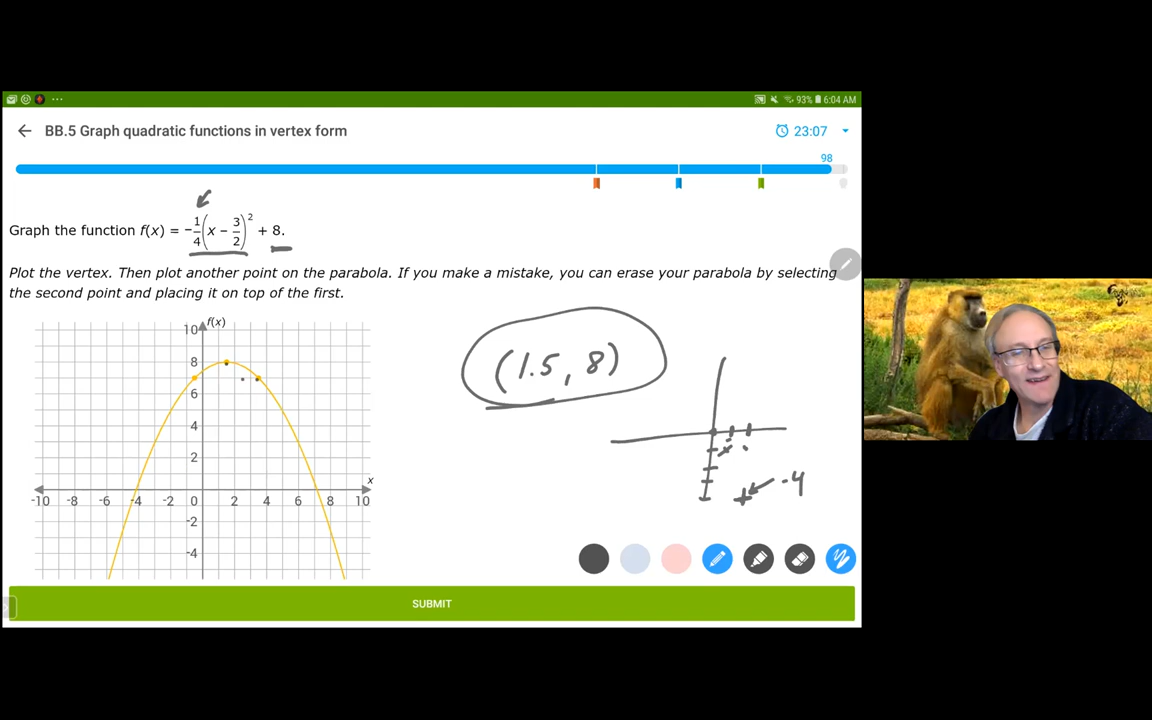 93% 6:04 AM
BB.5 Graph quadratic functions in vertex form
23:07
98
Graph the function f(x) = -1/4(x - 3/2)^2 + 8.
Plot the vertex. Then plot another point on the parabola. If you make a mistake, you can erase your parabola by selecting
the second point and placing it on top of the first.
f(x)
10
8
6
4
2
x
-10 -8 -6 -4 -2 0 2 4 6 8 10
-2
-4
(1.5, 8)
-4
SUBMIT